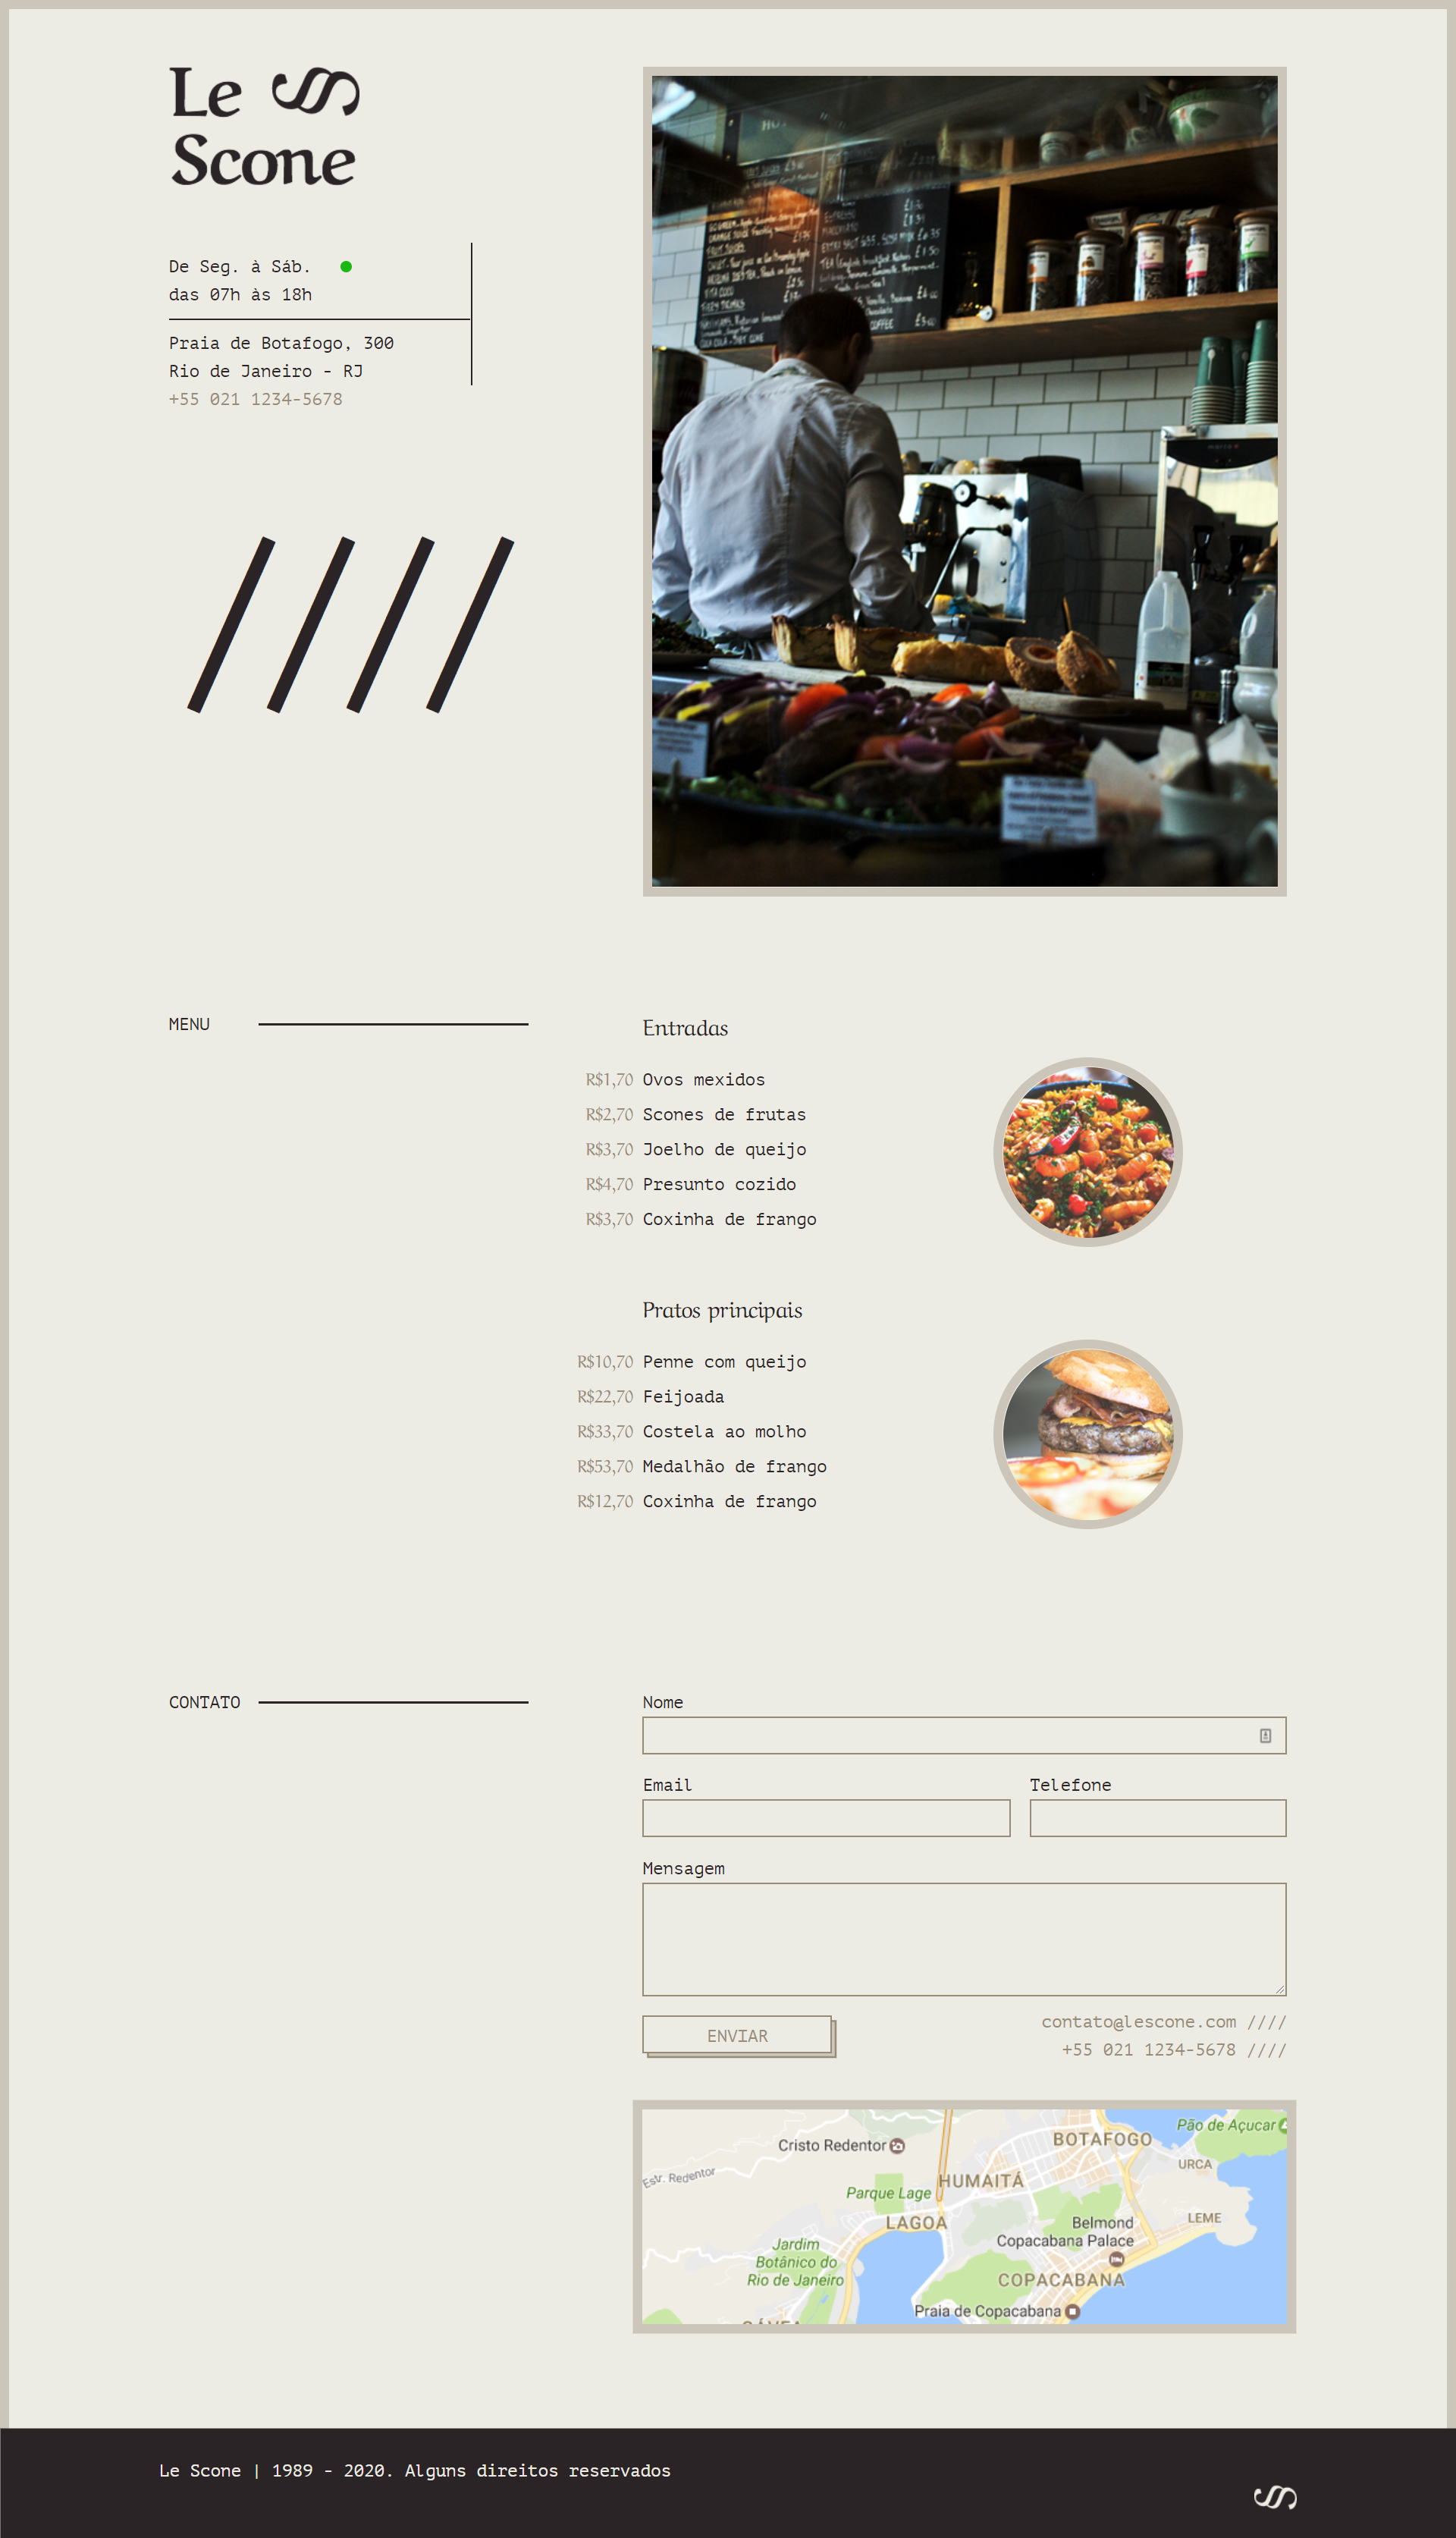 Le
Scone
De Seg. à Sáb.
das 07h às 18h
Praia de Botafogo, 300
Rio de Janeiro - RJ
+55 021 1234-5678
MENU
Entradas
R$1,70 Ovos mexidos
R$2,70 Scones de frutas
R$3,70 Joelho de queijo
R$4,70 Presunto cozido
R$3,70 Coxinha de frango
Pratos principais
R$10,70 Penne com queijo
R$22,70 Feijoada
R$33,70 Costela ao molho
R$53,70 Medalhão de frango
R$12,70 Coxinha de frango
CONTATO
Nome
Email Telefone
Mensagem
ENVIAR
contato@lescone.com ////
+55 021 1234-5678 ////
Pão de Açucar
Cristo Redentor
BOTAFOGO
URCA
Estr. Redentor
HUMAITÁ
Parque Lage
LAGOA
LEME
Belmond
Copacabana Palace
Jardim
Botânico do
Rio de Janeiro
COPACABANA
Praia de Copacabana
Le Scone | 1989 - 2020. Alguns direitos reservados